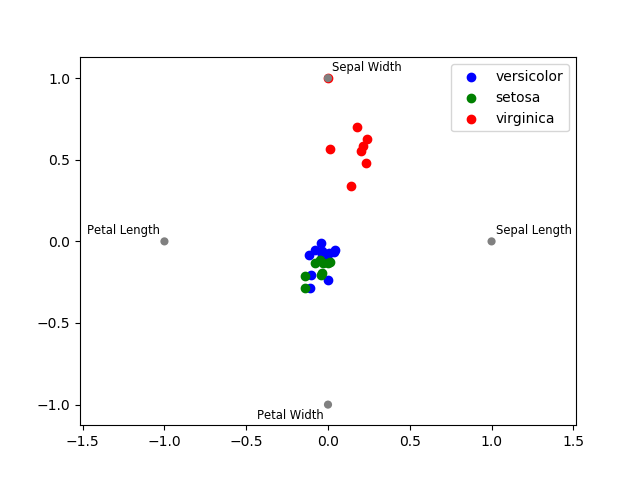 Sepal Width
versicolor
setosa
virginica
Petal Length
Sepal Length
Petal Width
1.0
0.5
0.0
−0.5
−1.0
−1.5
−1.0
−0.5
0.0
0.5
1.0
1.5